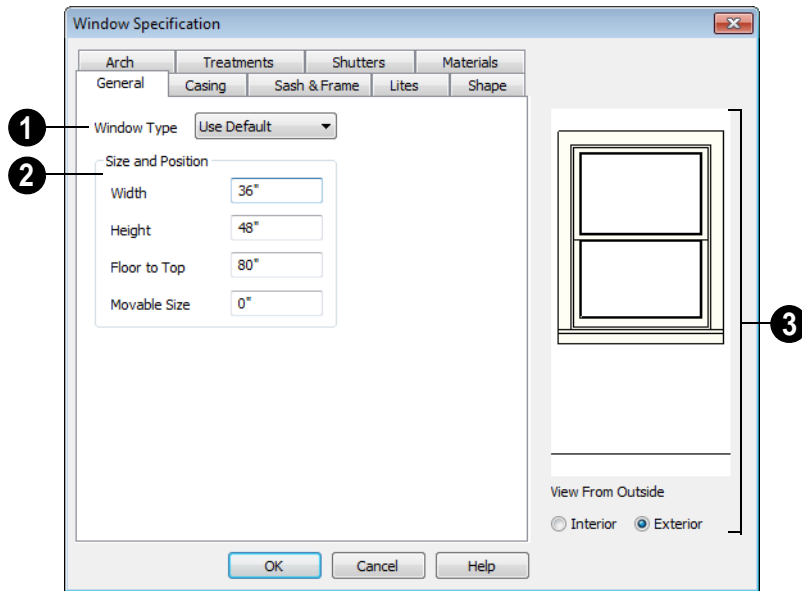 Window Specification
Arch Treatments Shutters Materials
General Casing Sash & Frame Lites Shape
1 Window Type Use Default
2 Size and Position
Width 36"
Height 48"
Floor to Top 80"
Movable Size 0"
3
View From Outside
Interior Exterior
OK Cancel Help